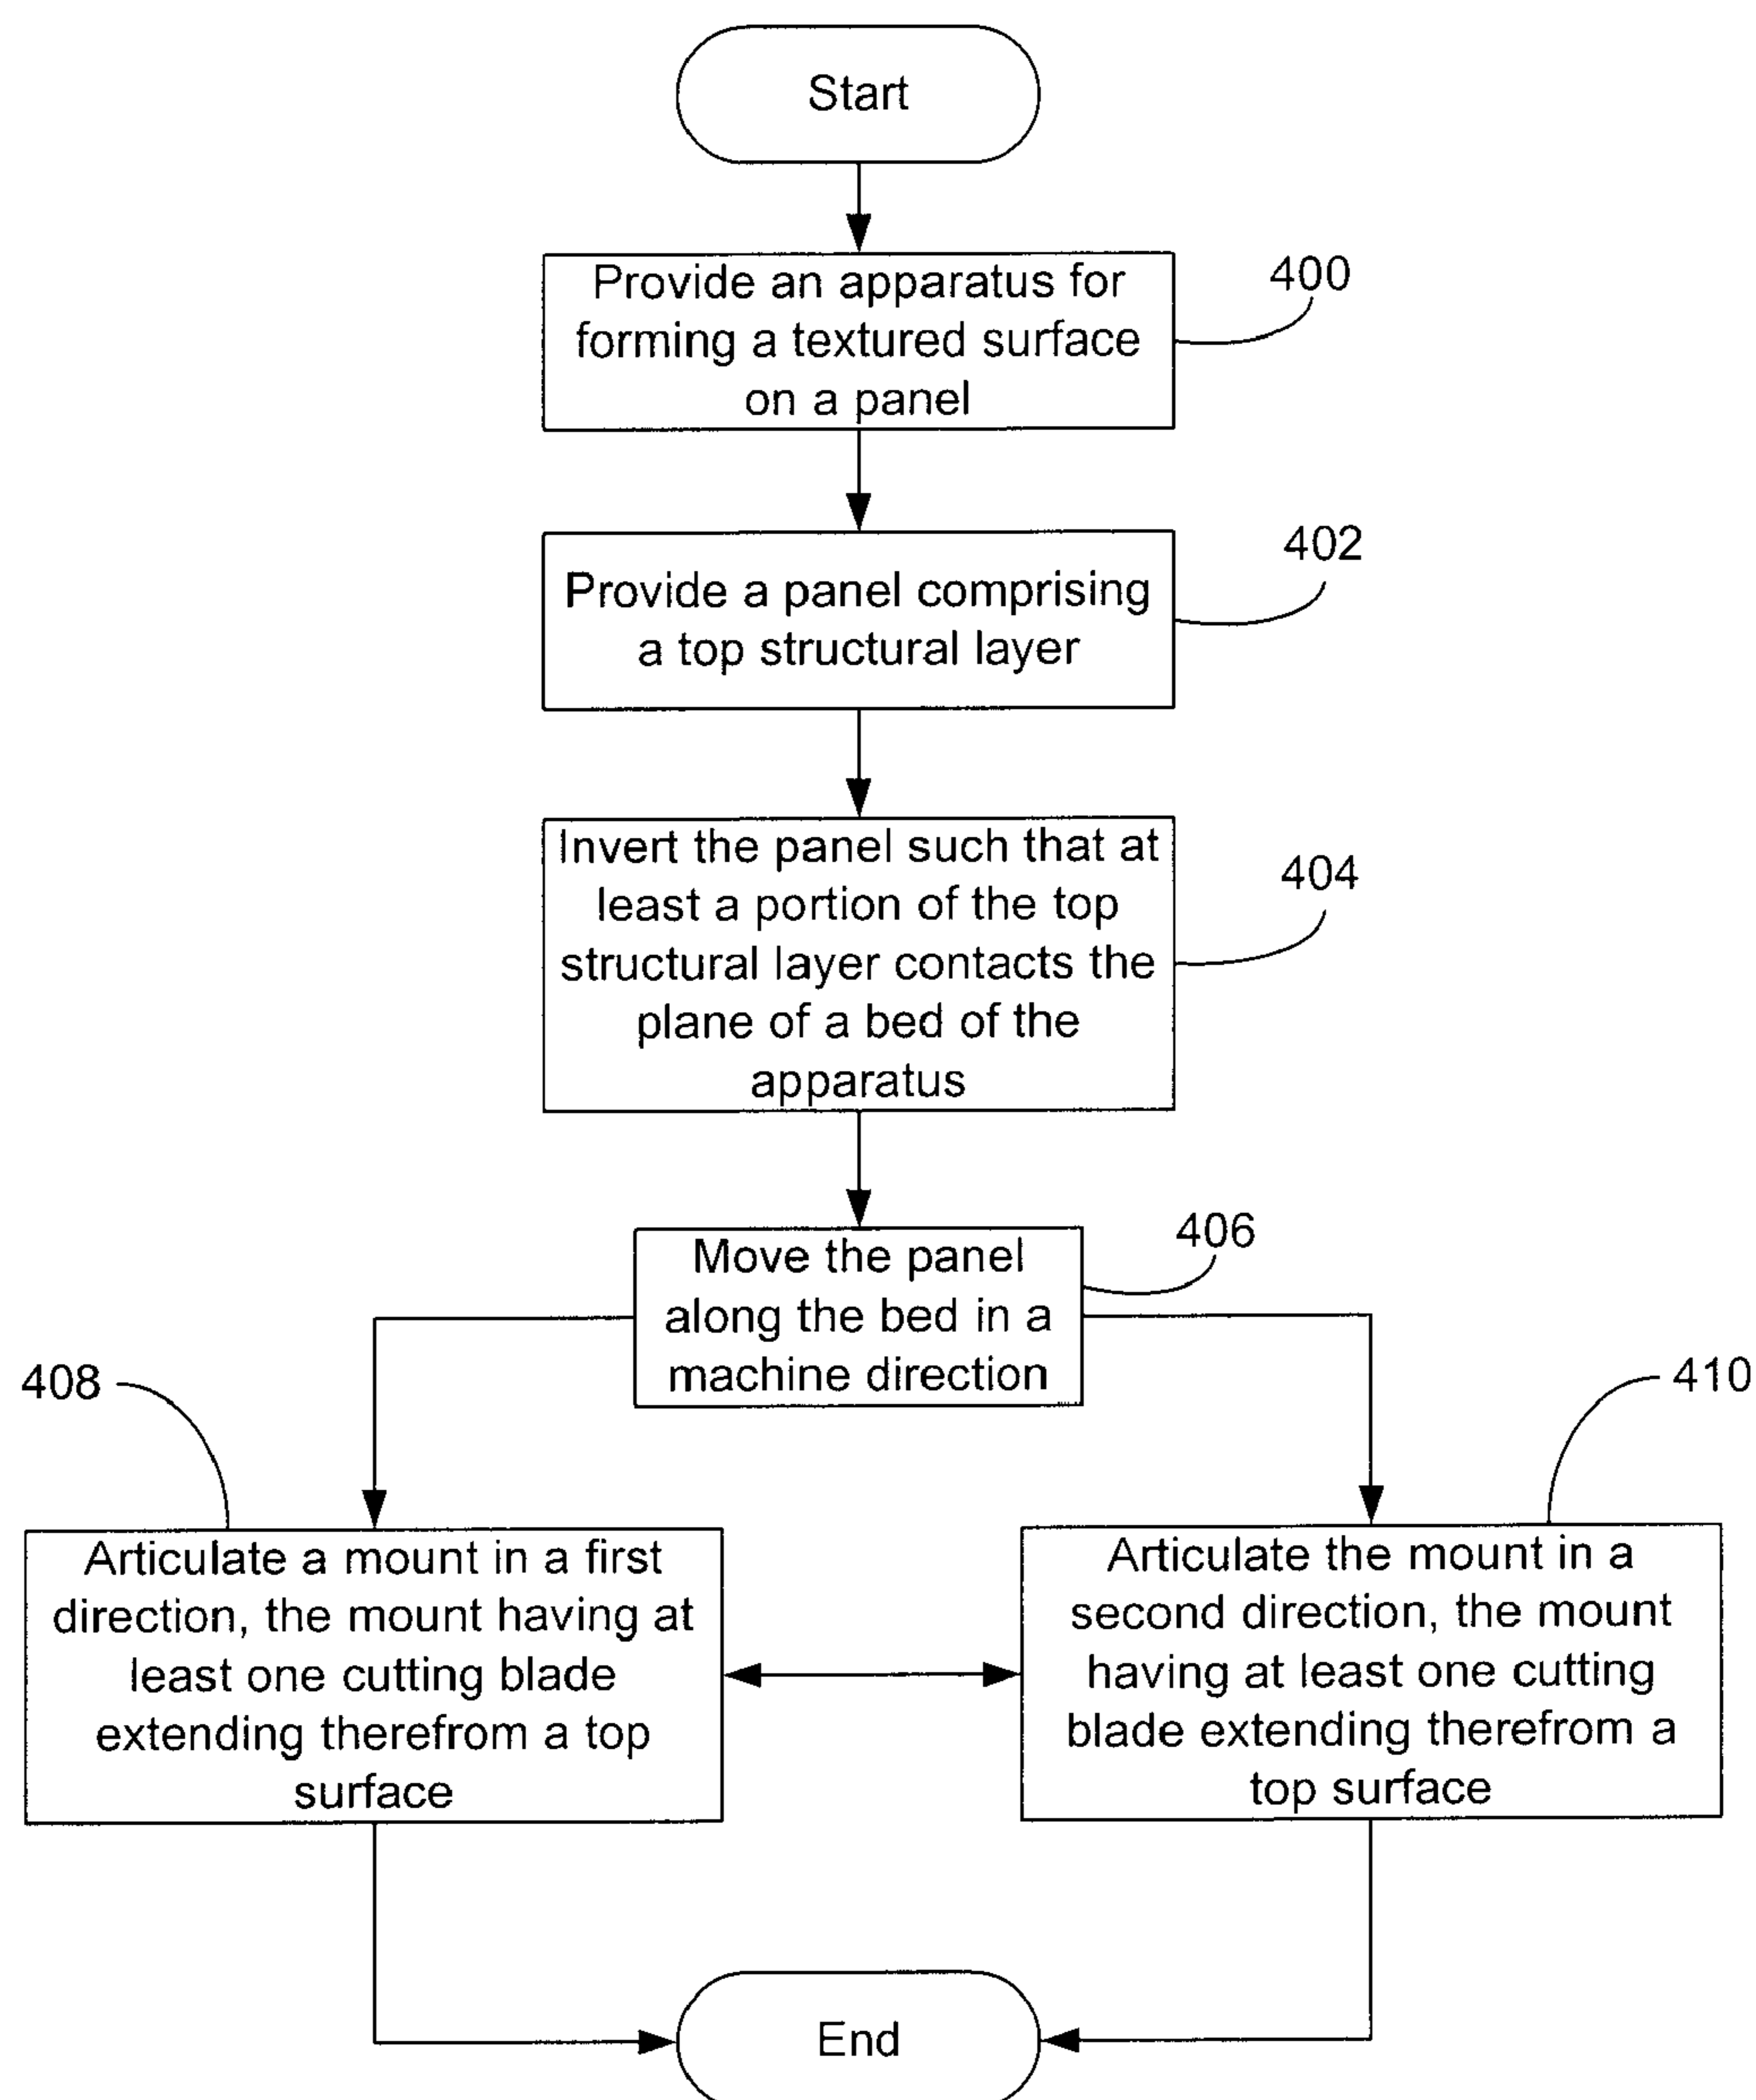 Start
Provide an apparatus for
forming a textured surface
on a panel
400
Provide a panel comprising
a top structural layer
402
Invert the panel such that at
least a portion of the top
structural layer contacts the
plane of a bed of the
apparatus
404
Move the panel
along the bed in a
machine direction
406
408
Articulate a mount in a first
direction, the mount having at
least one cutting blade
extending therefrom a top
surface
410
Articulate the mount in a
second direction, the mount
having at least one cutting
blade extending therefrom a
top surface
End